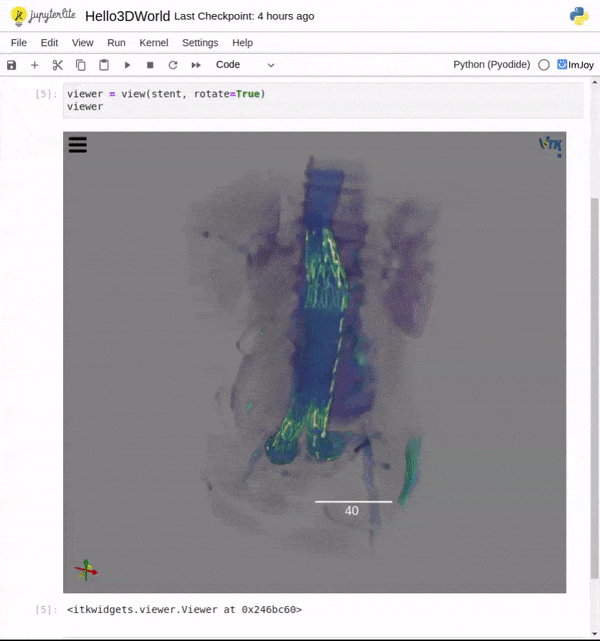 jupyterlite Hello3DWorld Last Checkpoint: 4 hours ago
File Edit View Run Kernel Settings Help
Code Python (Pyodide) ImJoy
[5]: viewer = view(stent, rotate=True)
viewer
VTK
40
[5]: <itkwidgets.viewer.Viewer at 0x246bc60>